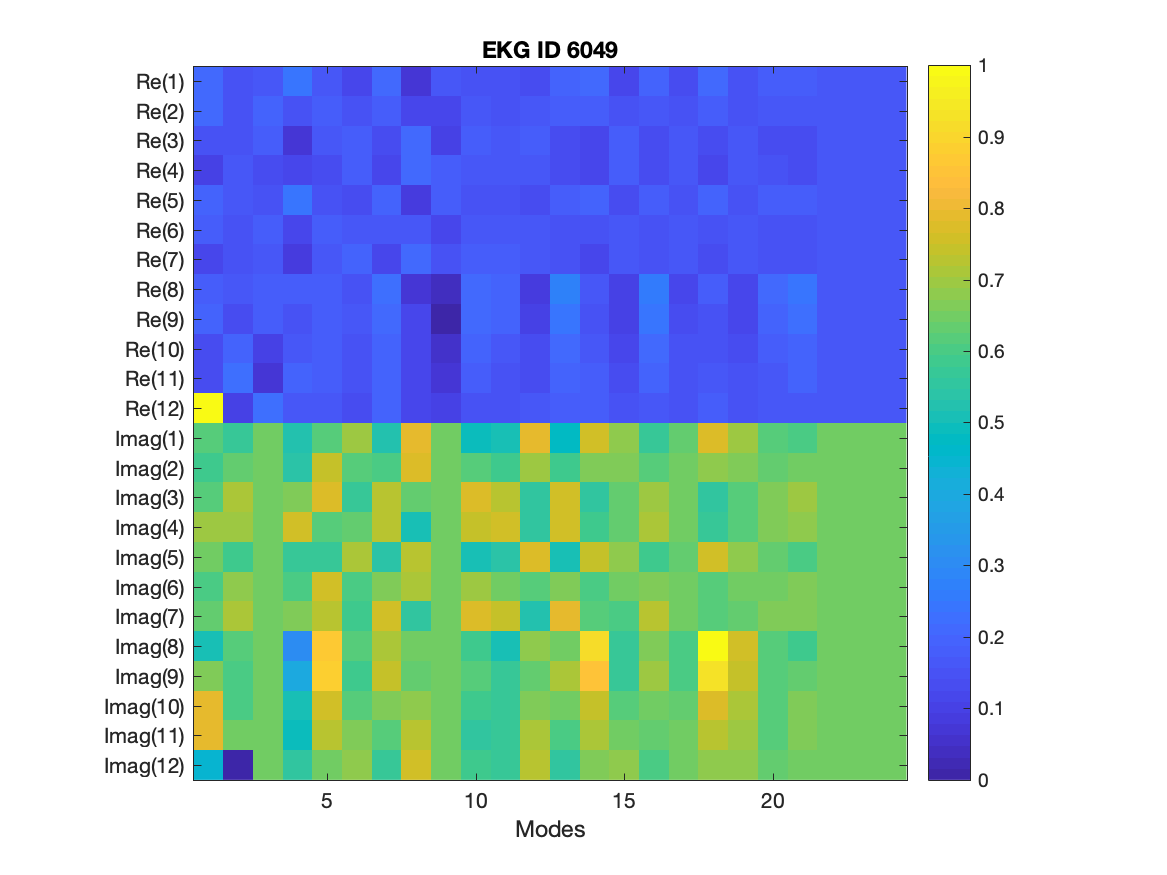 EKG ID 6049
Re(1)
Re(2)
Re(3)
Re(4)
Re(5)
Re(6)
Re(7)
Re(8)
Re(9)
Re(10)
Re(11)
Re(12)
Imag(1)
Imag(2)
Imag(3)
Imag(4)
Imag(5)
Imag(6)
Imag(7)
Imag(8)
Imag(9)
Imag(10)
Imag(11)
Imag(12)
5 10 15 20
Modes
1
0.9
0.8
0.7
0.6
0.5
0.4
0.3
0.2
0.1
0